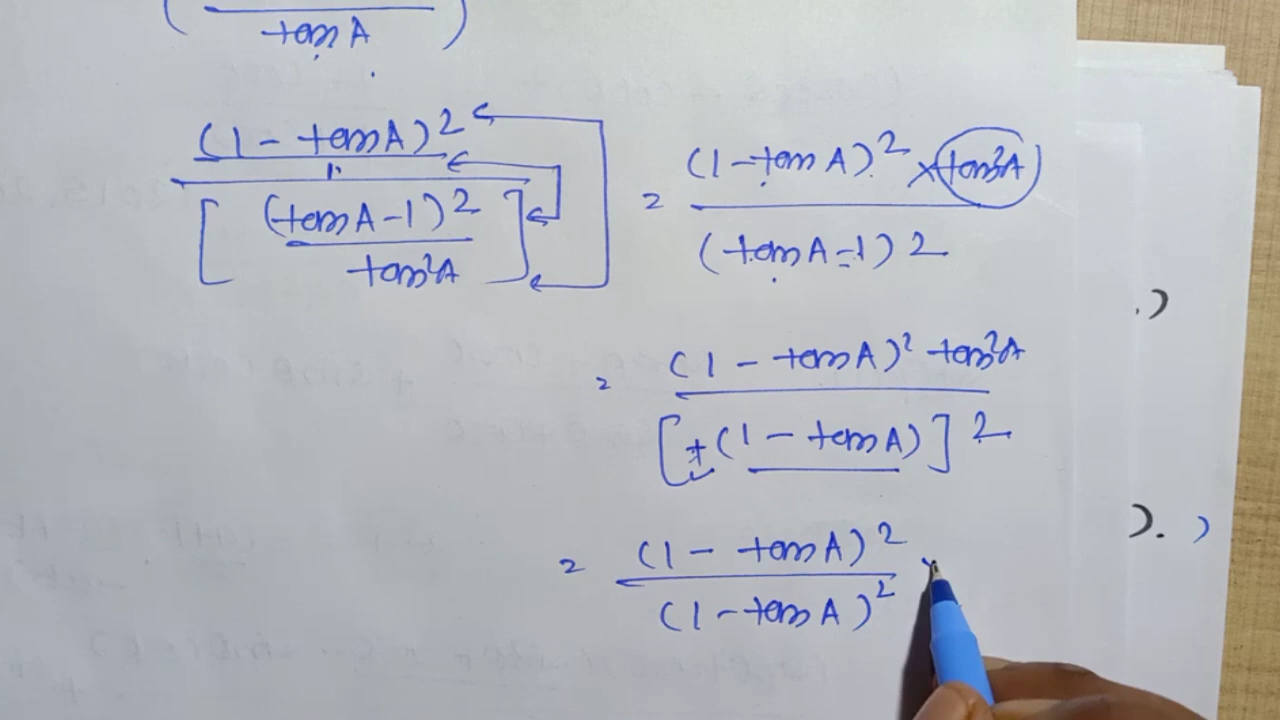 tan A
(1 - tan A)² / 1
[(tan A - 1)² / tan²A]
= (1 - tan A)² × tan²A / (tan A - 1)²
= (1 - tan A)² tan²A / [±(1 - tan A)]²
= (1 - tan A)² / (1 - tan A)² ×